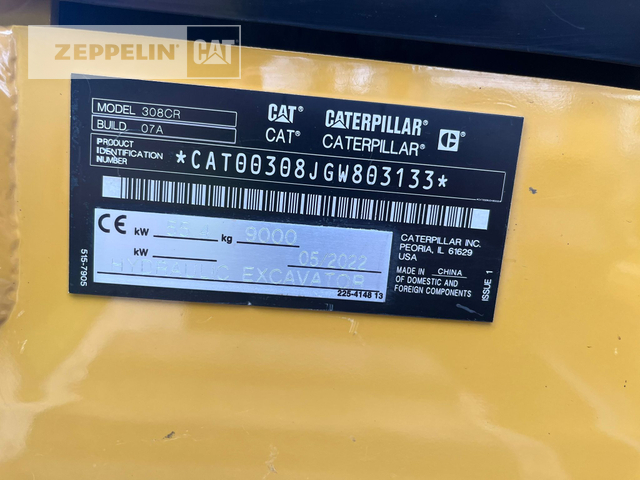 ZEPPELIN CAT
MODEL 308CR
BUILD 07A
PRODUCT IDENTIFICATION NUMBER
CAT CATERPILLAR C
CAT® CATERPILLAR®
*CAT00308JGW803133*
CE kW kg 9000
kW 05/2022
HYDRAULIC EXCAVATOR
225-4148 13
515-7905
CATERPILLAR INC.
PEORIA, IL 61629
USA
MADE IN CHINA
OF DOMESTIC AND
FOREIGN COMPONENTS
ISSUE 1